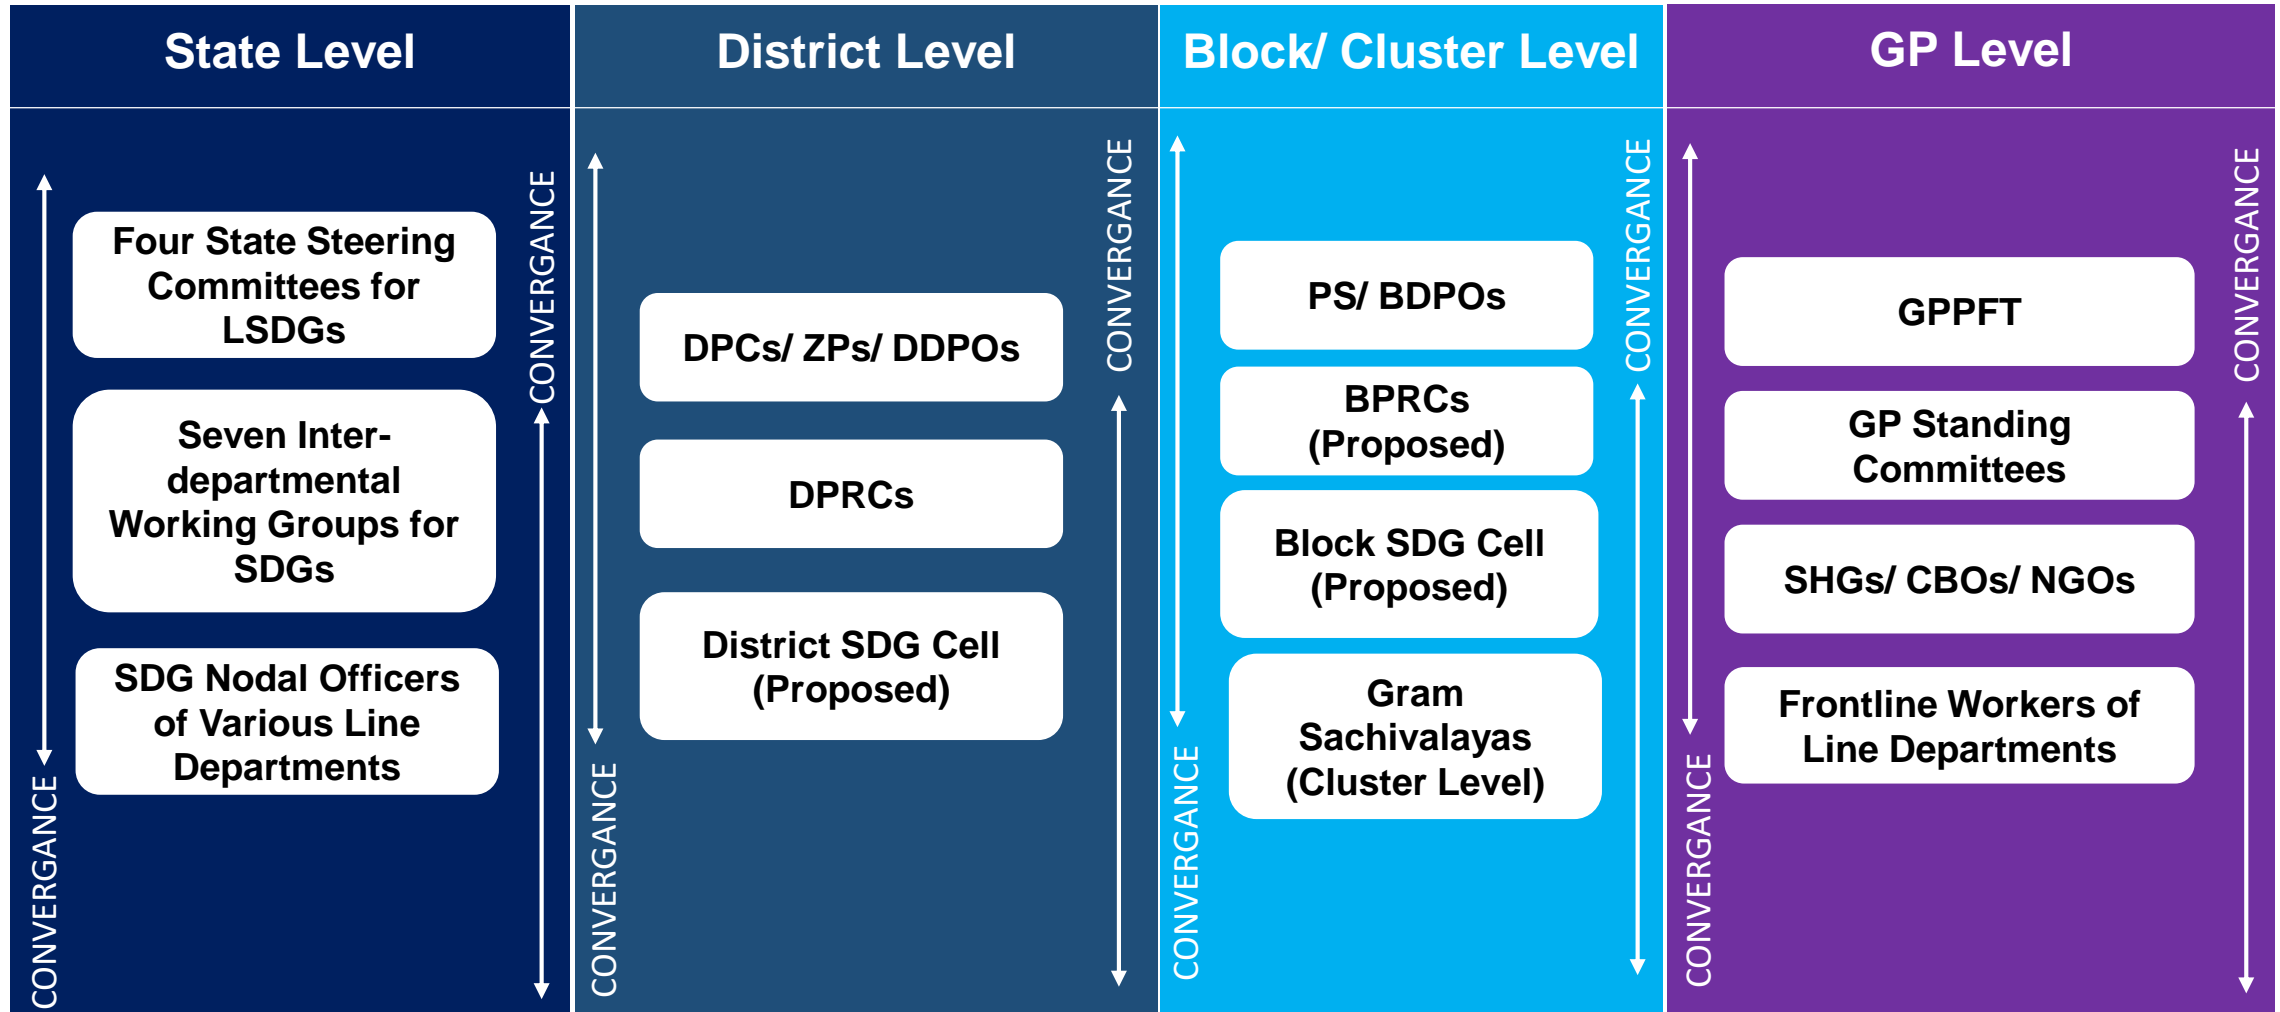 State Level
CONVERGANCE
Four State Steering
Committees for
LSDGs
Seven Inter-
departmental
Working Groups for
SDGs
SDG Nodal Officers
of Various Line
Departments
CONVERGANCE
District Level
CONVERGANCE
DPCs/ ZPs/ DDPOs
DPRCs
District SDG Cell
(Proposed)
CONVERGANCE
Block/ Cluster Level
CONVERGANCE
PS/ BDPOs
BPRCs
(Proposed)
Block SDG Cell
(Proposed)
Gram
Sachivalayas
(Cluster Level)
CONVERGANCE
GP Level
CONVERGANCE
GPPFT
GP Standing
Committees
SHGs/ CBOs/ NGOs
Frontline Workers of
Line Departments
CONVERGANCE